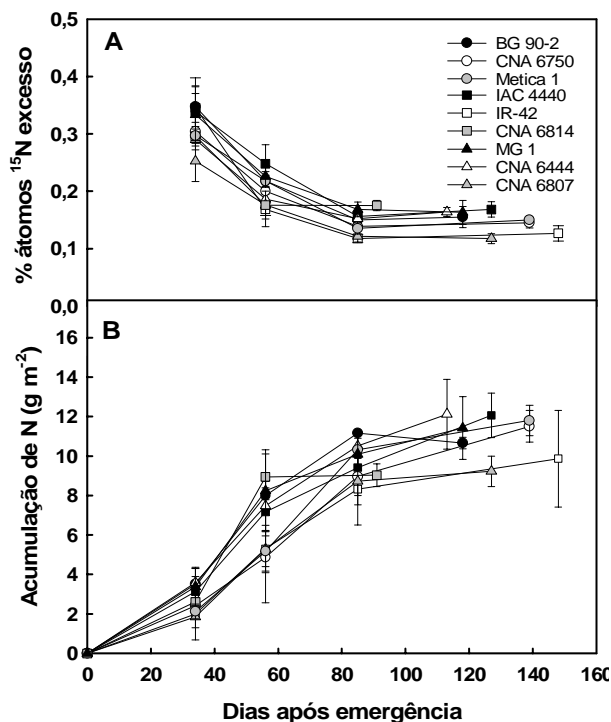 0,5
A
BG 90-2
CNA 6750
Metica 1
IAC 4440
IR-42
CNA 6814
MG 1
CNA 6444
CNA 6807
0,4
0,3
0,2
0,1
0,0
% átomos ¹⁵N excesso
B
16
14
12
10
8
6
4
2
0
Acumulação de N (g m⁻²)
0 20 40 60 80 100 120 140 160
Dias após emergência